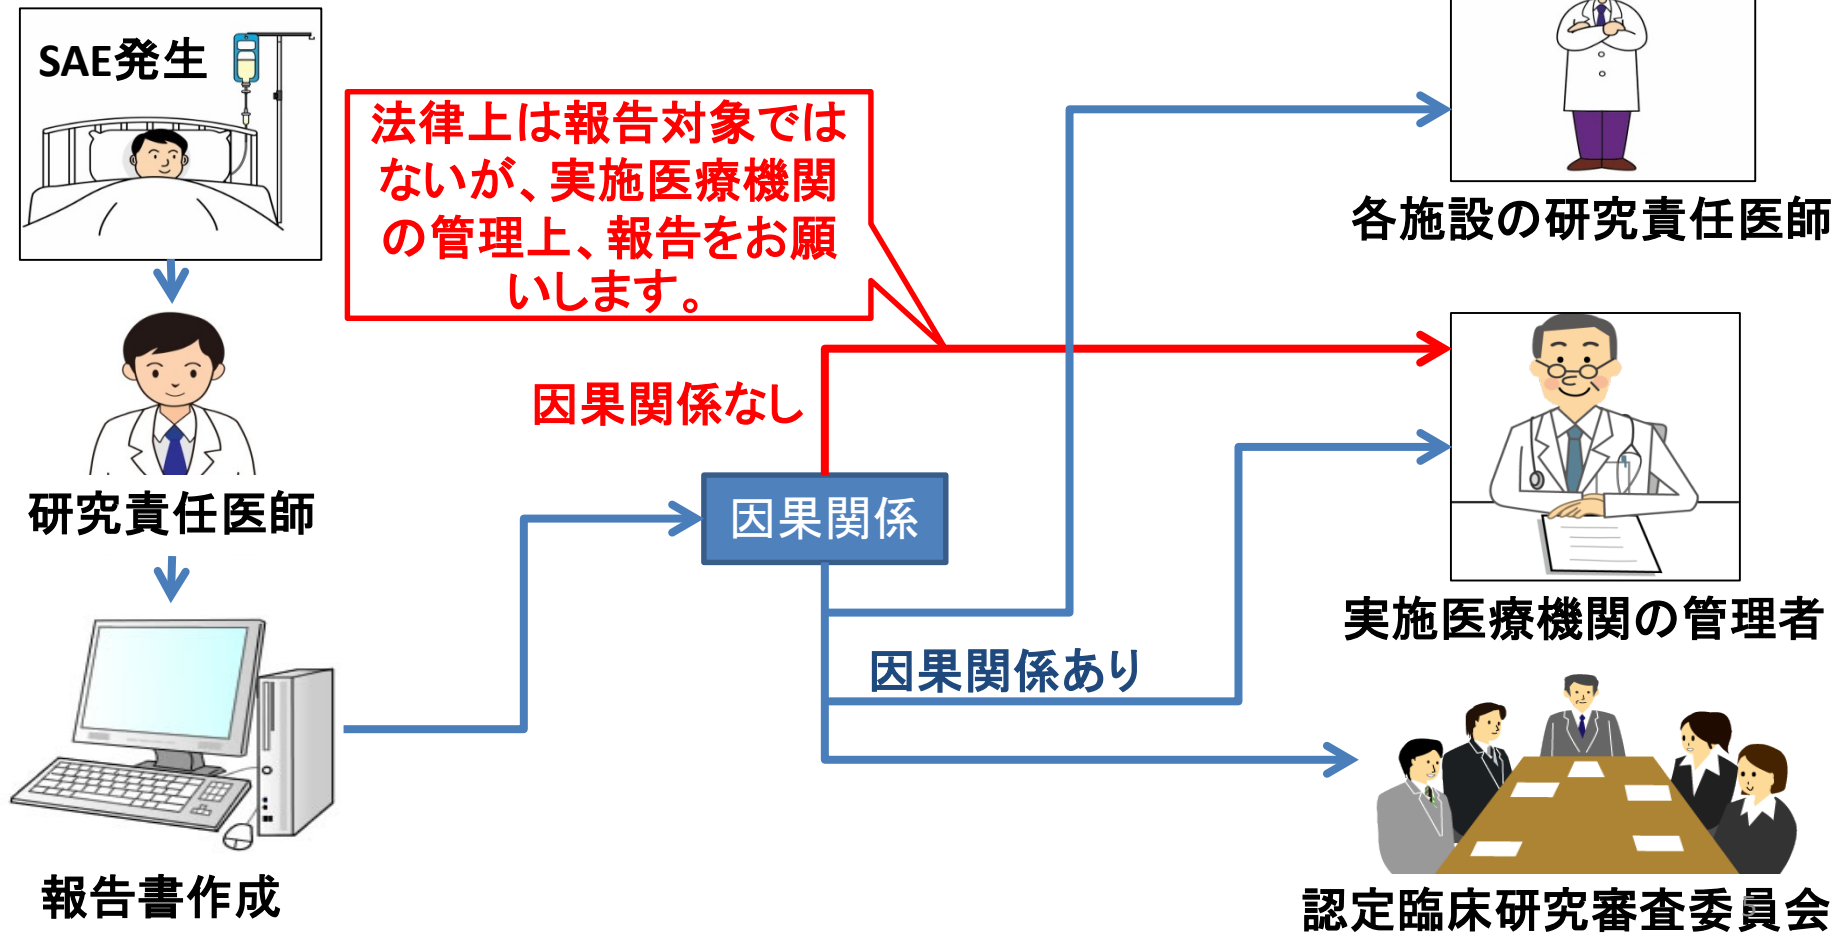 SAE発生
研究責任医師
報告書作成
法律上は報告対象では
ないが、実施医療機関
の管理上、報告をお願
いします。
因果関係なし
因果関係
因果関係あり
各施設の研究責任医師
実施医療機関の管理者
認定臨床研究審査委員会
5